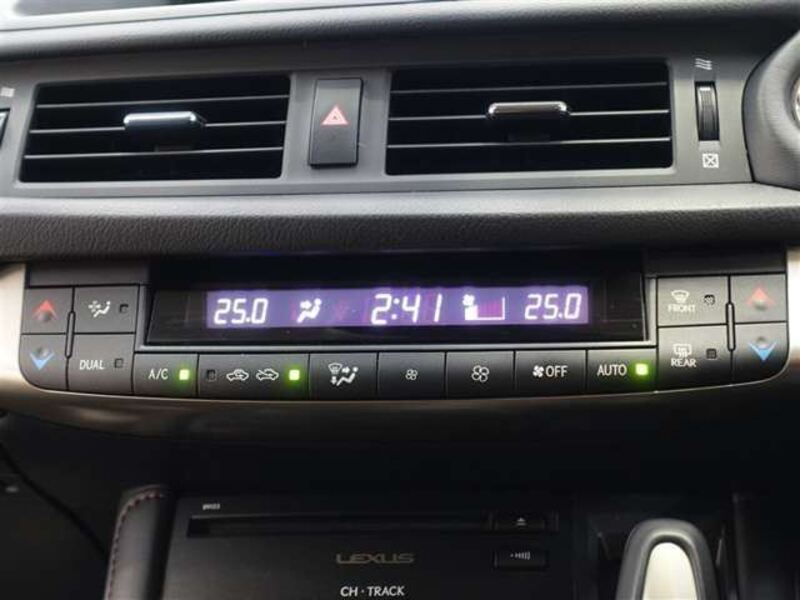 25.0 2:41 25.0
FRONT
DUAL A/C OFF AUTO REAR
LEXUS
CH · TRACK